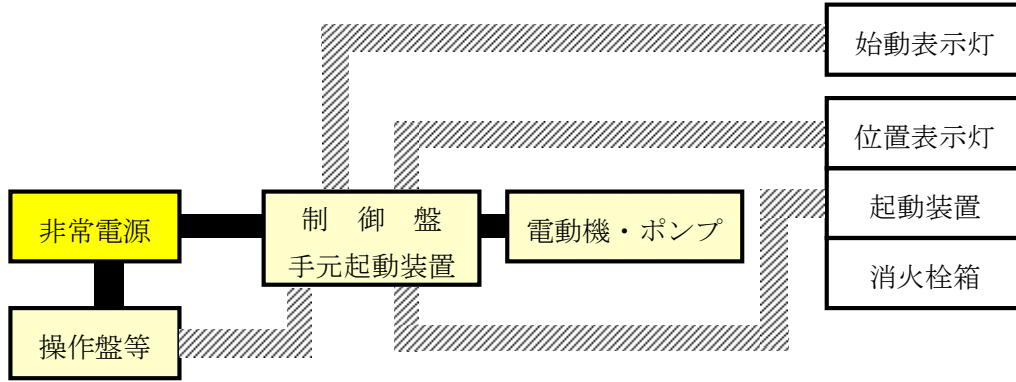 始動表示灯
位置表示灯
起動装置
消火栓箱
非常電源
制　御　盤
手元起動装置
電動機・ポンプ
操作盤等